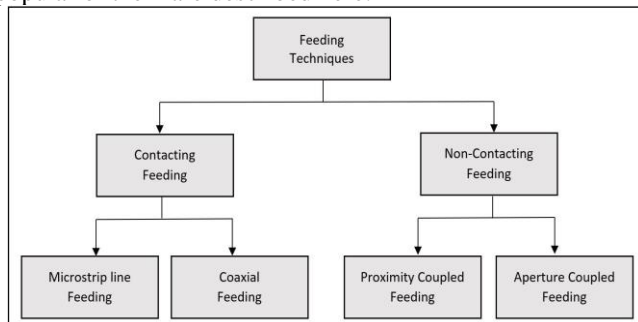 Feeding
Techniques
Contacting
Feeding
Non-Contacting
Feeding
Microstrip line
Feeding
Coaxial
Feeding
Proximity Coupled
Feeding
Aperture Coupled
Feeding